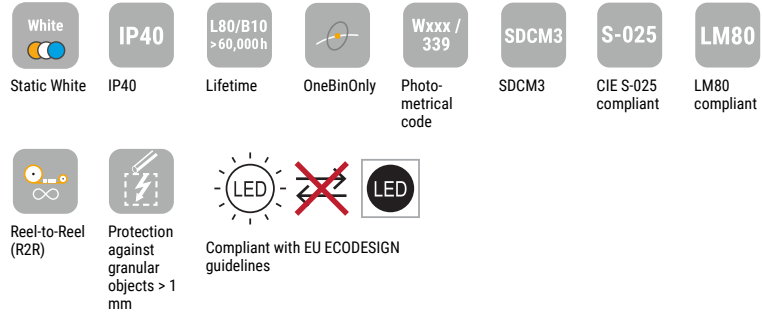 White
IP40
L80/B10
>60,000 h
Wxxx /
339
SDCM3
S-025
LM80
Static White
IP40
Lifetime
OneBinOnly
Photo-
metrical
code
SDCM3
CIE S-025
compliant
LM80
compliant
LED
LED
Reel-to-Reel
(R2R)
Protection
against
granular
objects > 1
mm
Compliant with EU ECODESIGN
guidelines